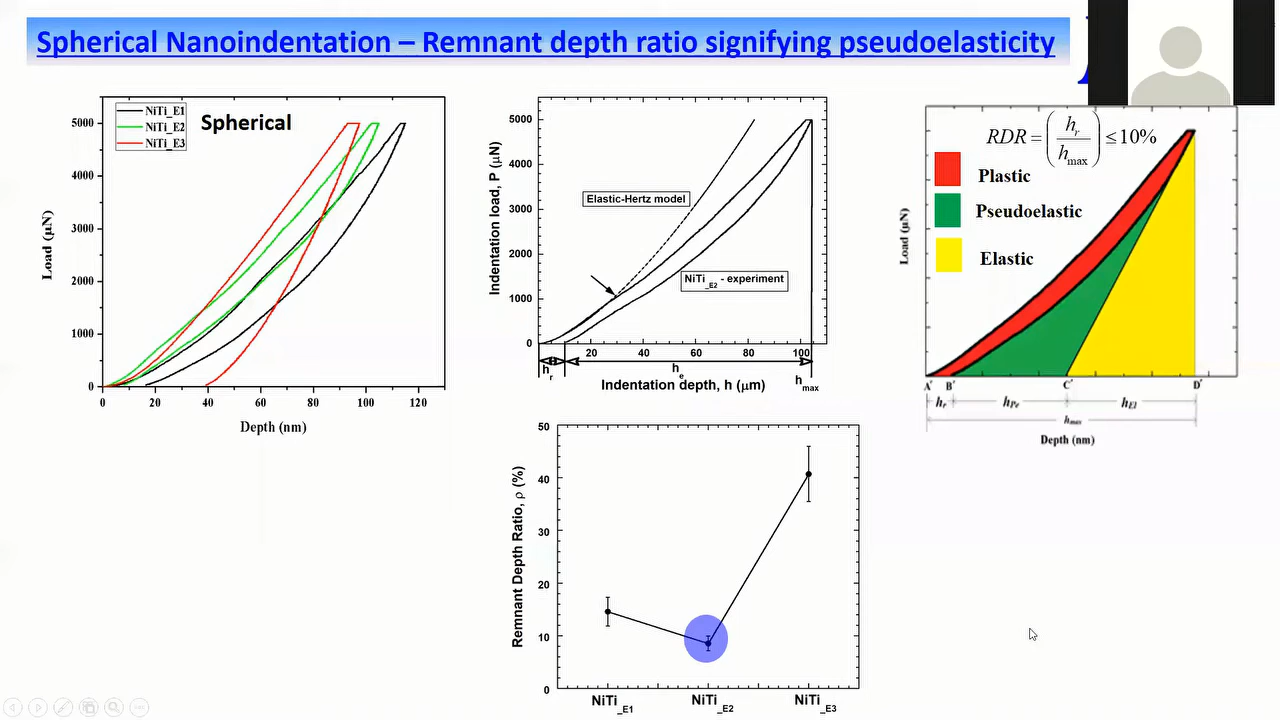 Spherical Nanoindentation – Remnant depth ratio signifying pseudoelasticity
NiTi_E1
NiTi_E2
NiTi_E3
Spherical
5000
4000
3000
2000
1000
0
Load (µN)
0 20 40 60 80 100 120
Depth (nm)
5000
4000
3000
2000
1000
0
Indentation load, P (µN)
Elastic-Hertz model
NiTi_E2 - experiment
20 40 60 80 100
h_r h_e h_max
Indentation depth, h (µm)
RDR = (h_r / h_max) ≤ 10%
Plastic
Pseudoelastic
Elastic
Load (µN)
A' B' C' D'
h_r h_Pe h_El
h_max
Depth (nm)
50
40
30
20
10
0
Remnant Depth Ratio, ρ (%)
NiTi_E1 NiTi_E2 NiTi_E3